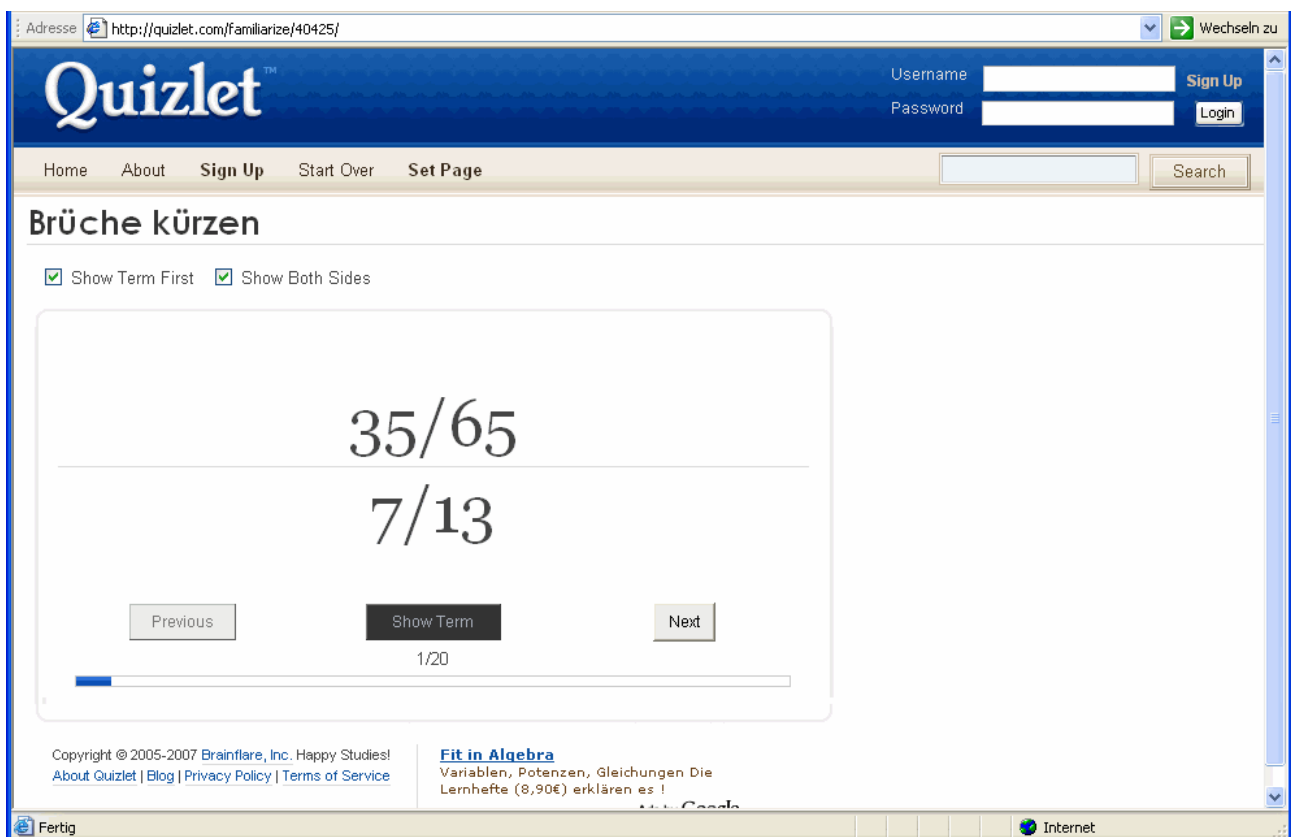 Adresse http://quizlet.com/familiarize/40425/ Wechseln zu
Quizlet™
Username
Sign Up
Password
Login
Home About Sign Up Start Over Set Page Search
Brüche kürzen
Show Term First Show Both Sides
35/65
7/13
Previous Show Term Next
1/20
Copyright © 2005-2007 Brainflare, Inc. Happy Studies!
About Quizlet | Blog | Privacy Policy | Terms of Service
Fit in Algebra
Variablen, Potenzen, Gleichungen Die
Lernhefte (8,90€) erklären es !
Fertig Internet